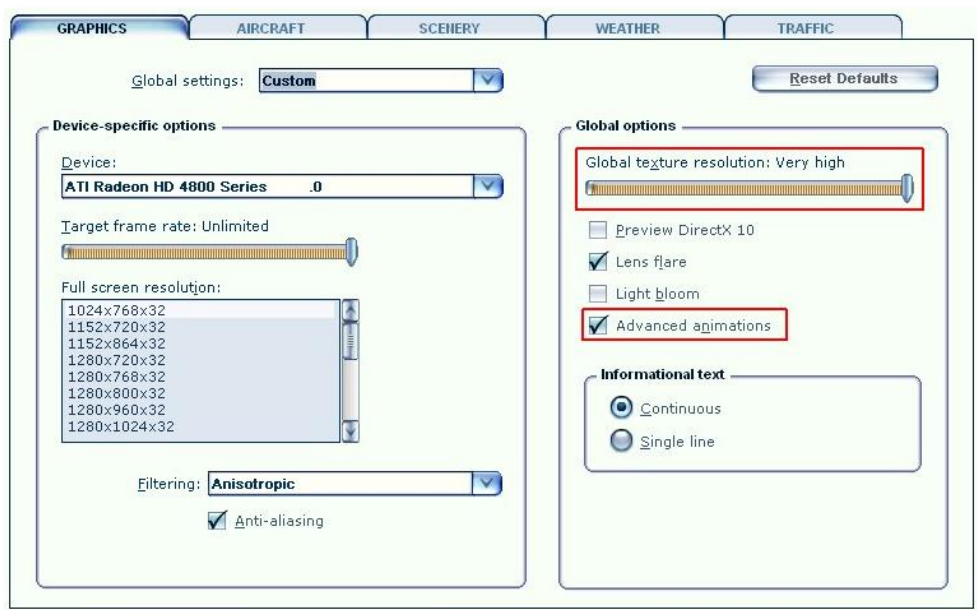 GRAPHICS AIRCRAFT SCENERY WEATHER TRAFFIC
Global settings: Custom
Reset Defaults
Device-specific options
Device:
ATI Radeon HD 4800 Series .0
Target frame rate: Unlimited
Full screen resolution:
1024x768x32
1152x720x32
1152x864x32
1280x720x32
1280x768x32
1280x800x32
1280x960x32
1280x1024x32
Filtering: Anisotropic
Anti-aliasing
Global options
Global texture resolution: Very high
Preview DirectX 10
Lens flare
Light bloom
Advanced animations
Informational text
Continuous
Single line